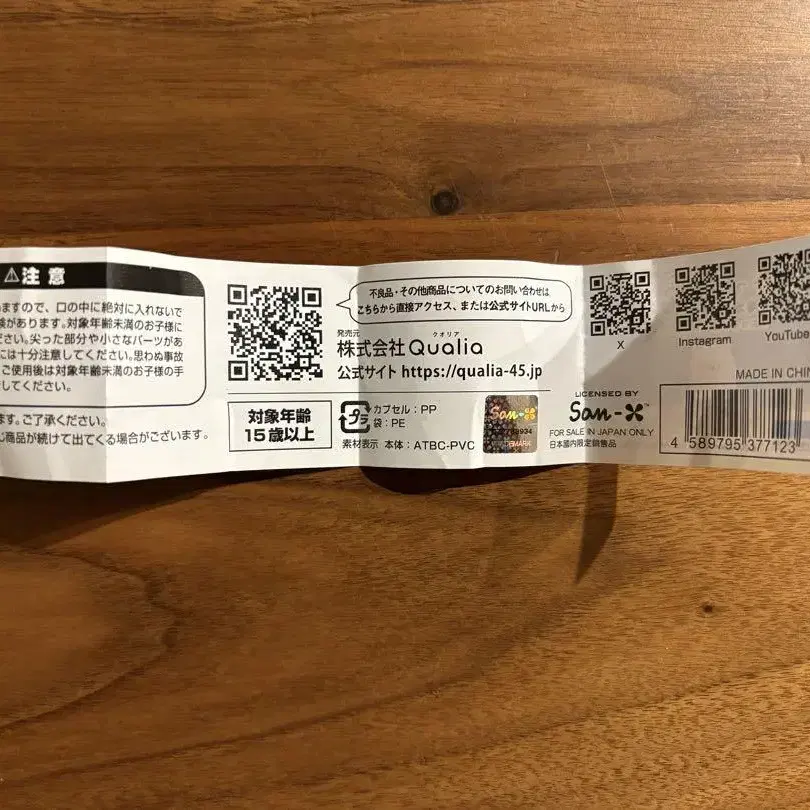 ⚠注意
ますので、口の中に絶対に入れないで
険があります。対象年齢未満のお子様に
ださい。尖った部分や小さなパーツがあ
には十分注意してください。思わぬ事故
ご使用後は対象年齢未満のお子様の手
してください。
ます。ご了承ください。
じ商品が続けて出てくる場合がございます。
不良品・その他商品についてのお問い合わせは
こちらから直接アクセス、または公式サイトURLから
発売元
クオリア
株式会社Qualia
公式サイト https://qualia-45.jp
対象年齢
15歳以上
プラ
カプセル:PP
袋:PE
素材表示 本体:ATBC-PVC
San-X
X
Instagram
YouTube
MADE IN CHIN
LICENSED BY
San-X™
FOR SALE IN JAPAN ONLY
日本國内限定銷售品
4 589795 377123